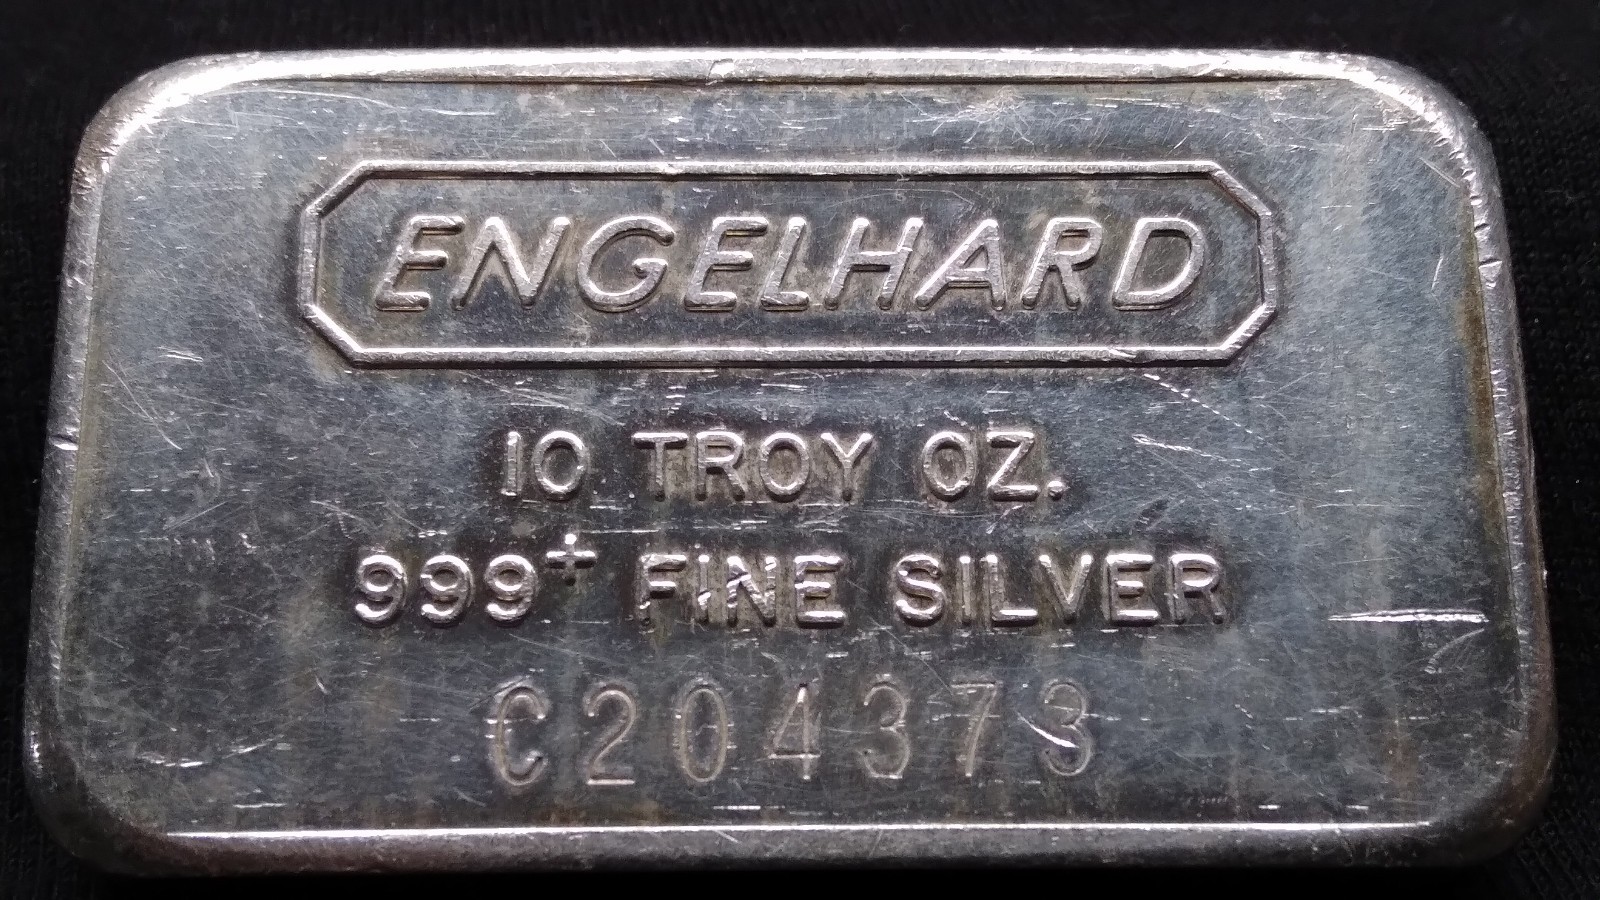 ENGELHARD
10 TROY OZ.
999+ FINE SILVER
C204373